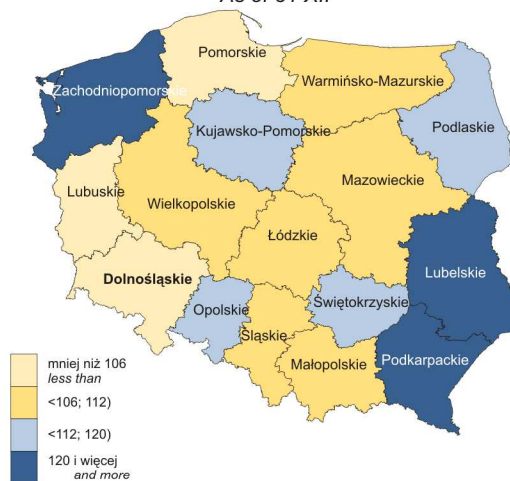 As of 31 XII
Pomorskie
Zachodniopomorskie
Warmińsko-Mazurskie
Kujawsko-Pomorskie
Podlaskie
Lubuskie
Mazowieckie
Wielkopolskie
Łódzkie
Dolnośląskie
Lubelskie
Opolskie
Świętokrzyskie
Śląskie
Małopolskie
Podkarpackie
mniej niż 106
less than
<106; 112)
<112; 120)
120 i więcej
and more